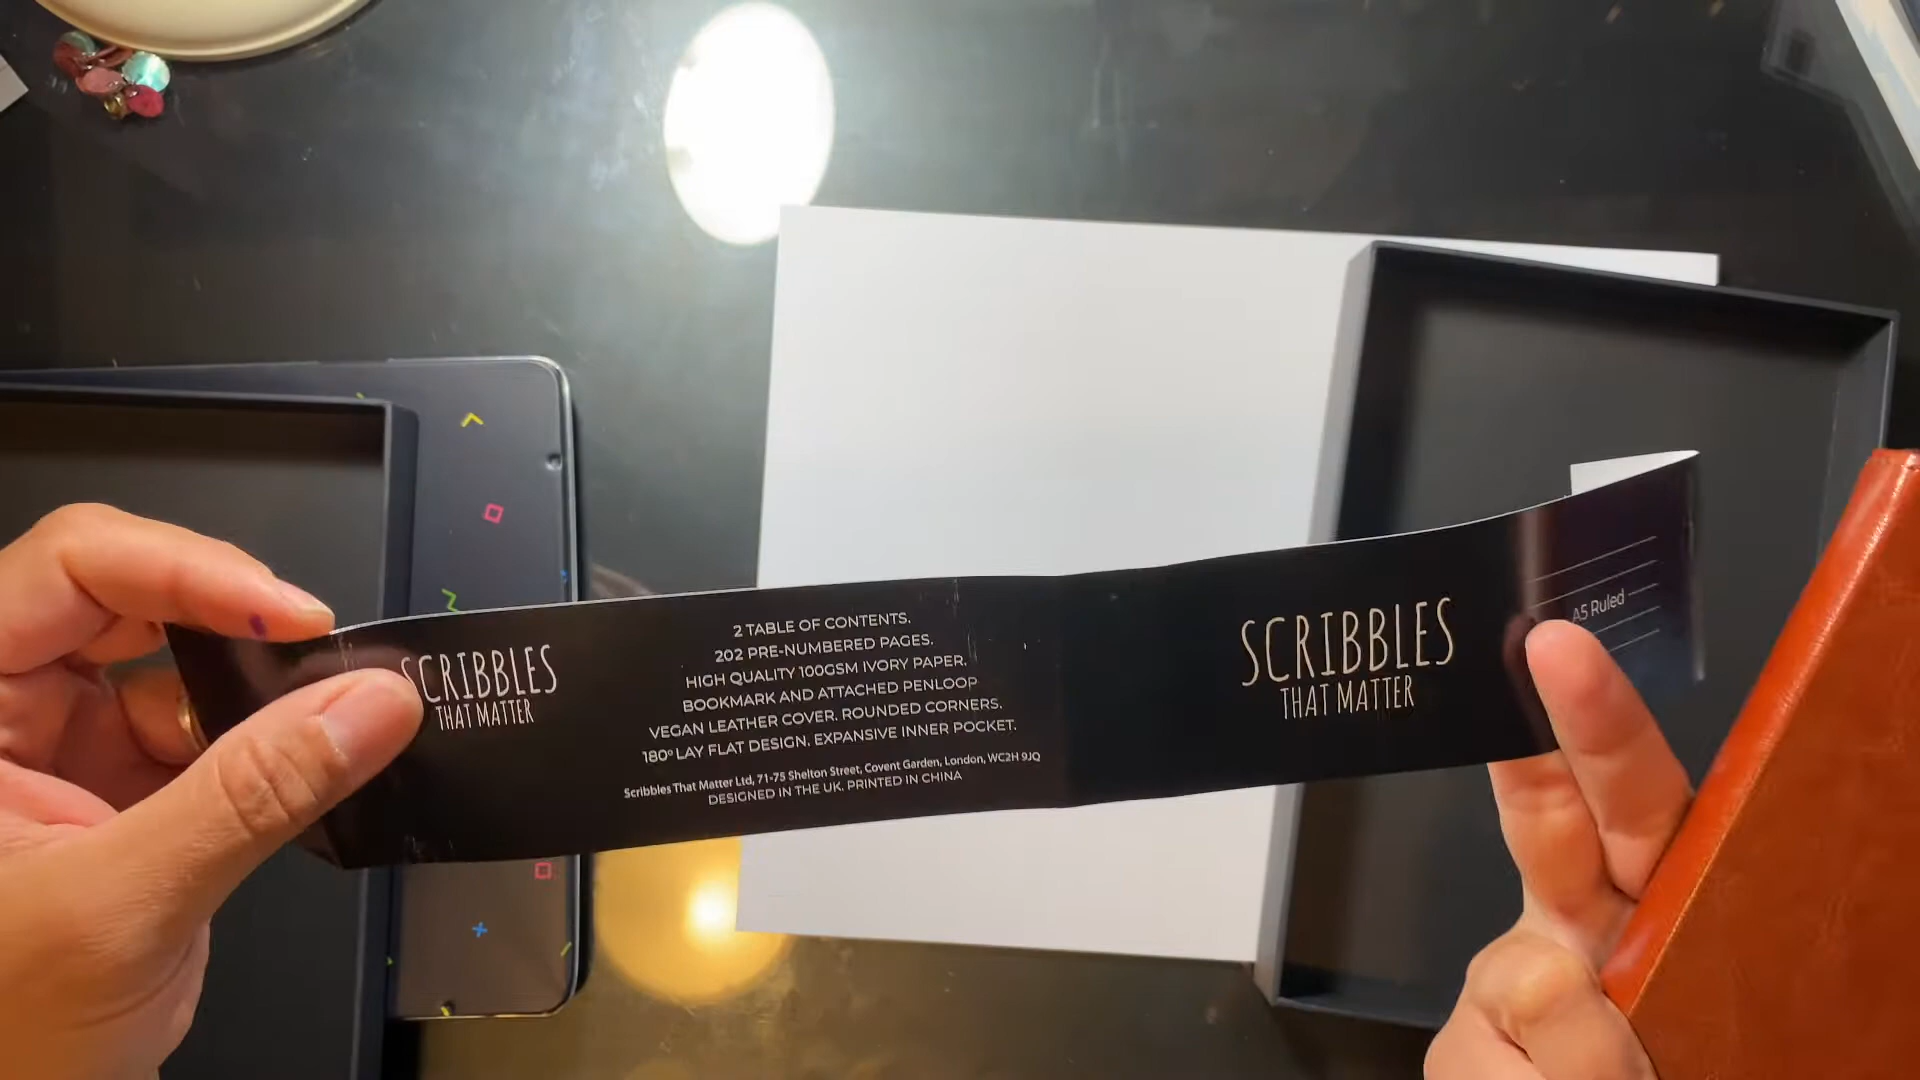 SCRIBBLES
THAT MATTER
2 TABLE OF CONTENTS.
202 PRE-NUMBERED PAGES.
HIGH QUALITY 100GSM IVORY PAPER.
BOOKMARK AND ATTACHED PENLOOP
VEGAN LEATHER COVER. ROUNDED CORNERS.
180º LAY FLAT DESIGN. EXPANSIVE INNER POCKET.
Scribbles That Matter Ltd, 71-75 Shelton Street, Covent Garden, London, WC2H 9JQ
DESIGNED IN THE UK. PRINTED IN CHINA
SCRIBBLES
THAT MATTER
A5 Ruled